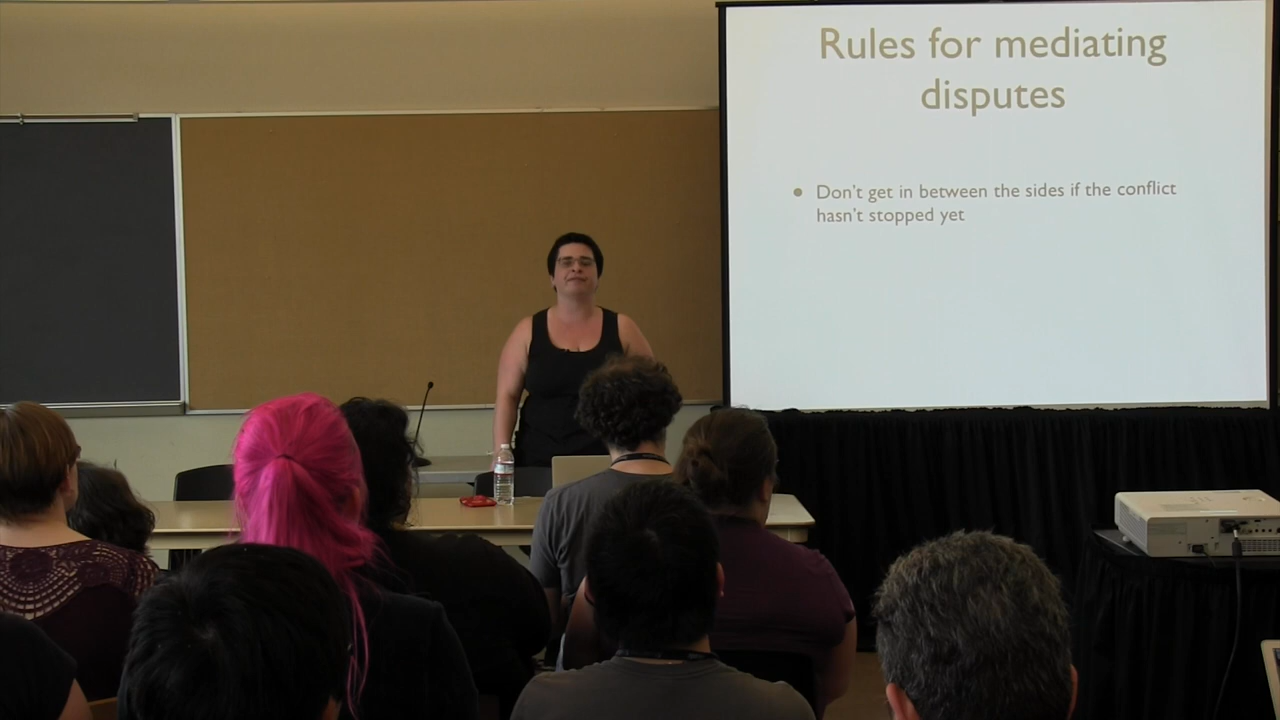 Rules for mediating
disputes
• Don't get in between the sides if the conflict
hasn't stopped yet